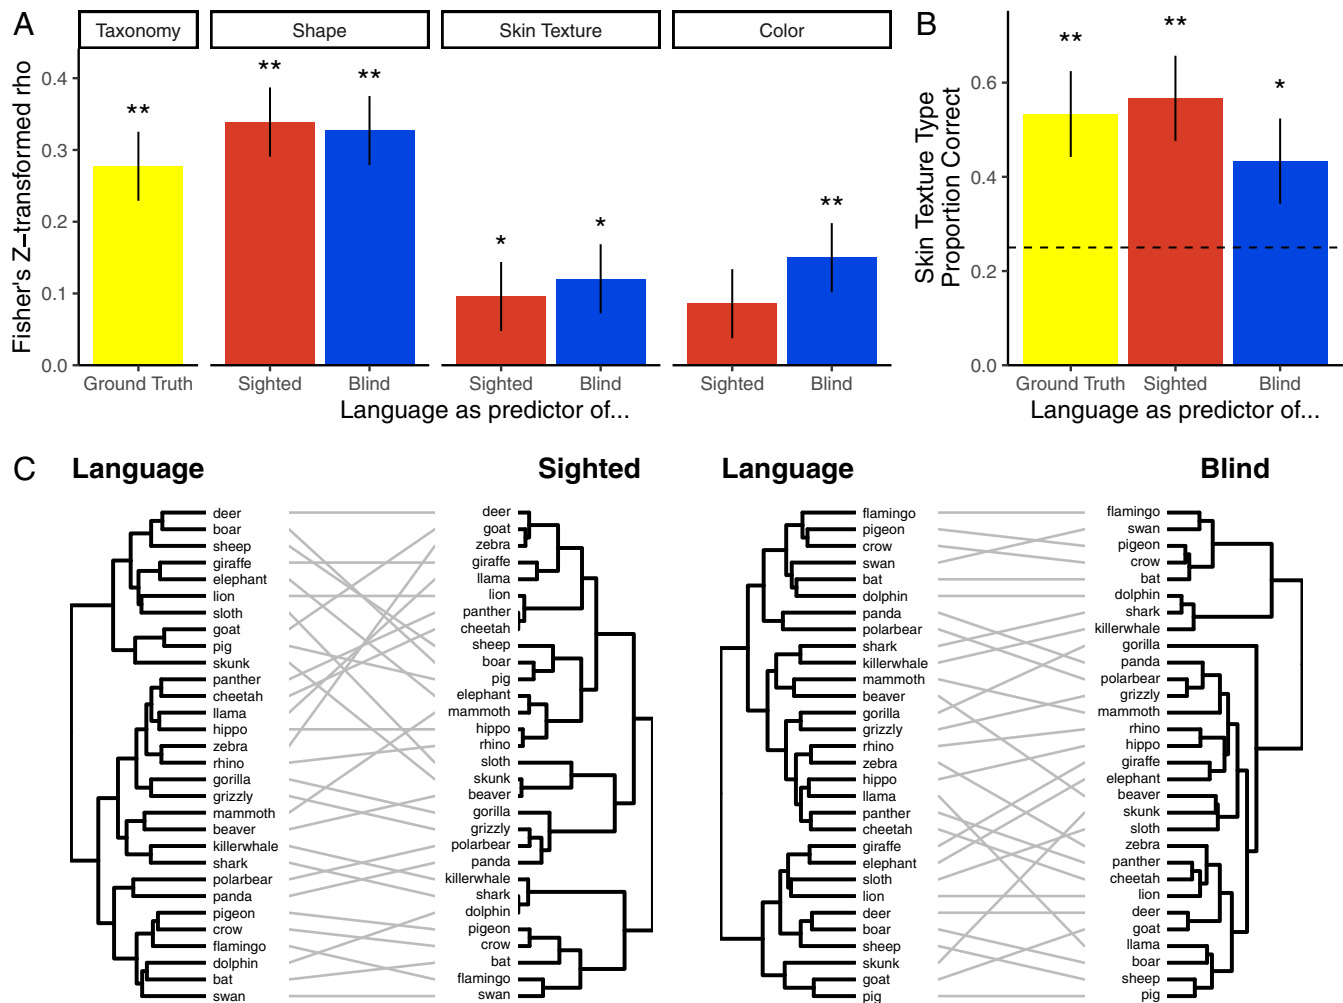 A
Taxonomy
Shape
Skin Texture
Color
Fisher's Z−transformed rho
0.4
0.3
0.2
0.1
0.0
**
**
**
*
*
**
Ground Truth
Sighted
Blind
Sighted
Blind
Sighted
Blind
Language as predictor of...
B
Skin Texture Type
Proportion Correct
0.6
0.4
0.2
0.0
**
**
*
Ground Truth
Sighted
Blind
Language as predictor of...
C
Language
deer
boar
sheep
giraffe
elephant
lion
sloth
goat
pig
skunk
panther
cheetah
llama
hippo
zebra
rhino
gorilla
grizzly
mammoth
beaver
killerwhale
shark
polarbear
panda
pigeon
crow
flamingo
dolphin
bat
swan
Sighted
deer
goat
zebra
giraffe
llama
lion
panther
cheetah
sheep
boar
pig
elephant
mammoth
hippo
rhino
sloth
skunk
beaver
gorilla
grizzly
polarbear
panda
killerwhale
shark
dolphin
pigeon
crow
bat
flamingo
swan
Language
flamingo
pigeon
crow
swan
bat
dolphin
panda
polarbear
shark
killerwhale
mammoth
beaver
gorilla
grizzly
rhino
zebra
hippo
llama
panther
cheetah
giraffe
elephant
sloth
lion
deer
boar
sheep
skunk
goat
pig
Blind
flamingo
swan
pigeon
crow
bat
dolphin
shark
killerwhale
gorilla
panda
polarbear
grizzly
mammoth
rhino
hippo
giraffe
elephant
beaver
skunk
sloth
zebra
panther
cheetah
lion
deer
goat
llama
boar
sheep
pig